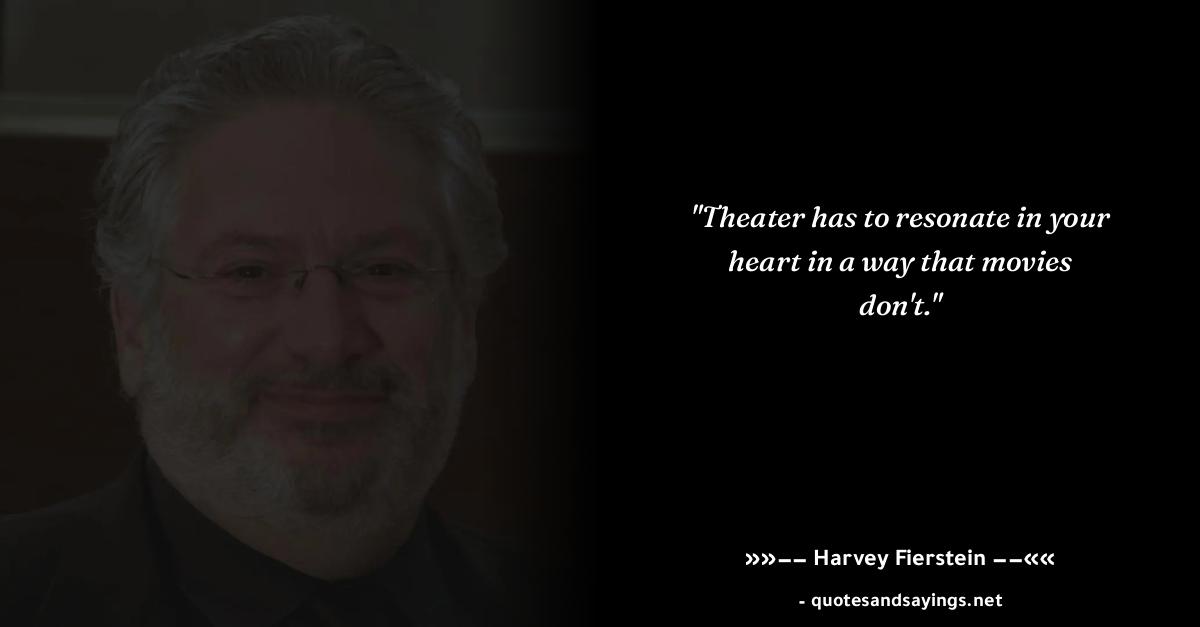 "Theater has to resonate in your
heart in a way that movies
don't."
»»−− Harvey Fierstein −−««
- quotesandsayings.net